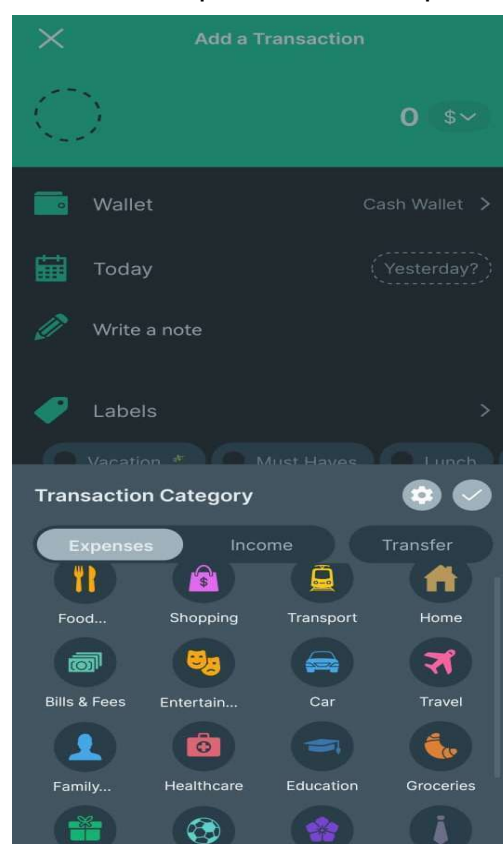 Add a Transaction
0 $
Wallet Cash Wallet >
Today Yesterday?
Write a note
Labels >
Vacation Must Haves Lunch
Transaction Category
Expenses Income Transfer
Food... Shopping Transport Home
Bills & Fees Entertain... Car Travel
Family... Healthcare Education Groceries